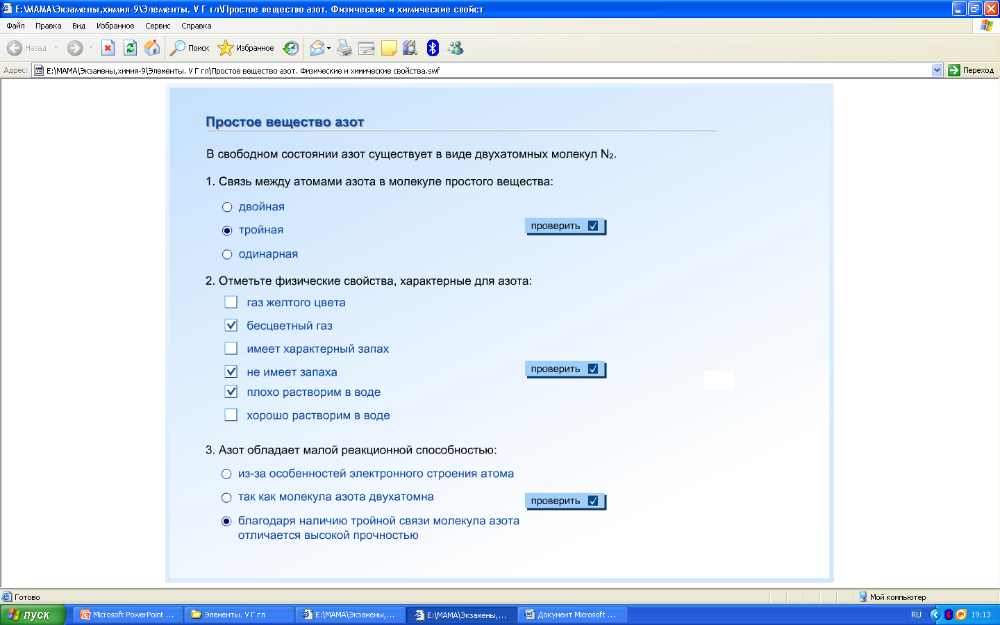 E:\МАМА\Экзамены,химия-9\Элементы. V Г гл\Простое вещество азот. Физические и химические свойст
Файл Правка Вид Избранное Сервис Справка
Назад Поиск Избранное
Адрес: E:\МАМА\Экзамены,химия-9\Элементы. V Г гл\Простое вещество азот. Физические и химические свойства.swf Переход
Простое вещество азот
В свободном состоянии азот существует в виде двухатомных молекул N₂.
1. Связь между атомами азота в молекуле простого вещества:
двойная
тройная
проверить
одинарная
2. Отметьте физические свойства, характерные для азота:
газ желтого цвета
бесцветный газ
имеет характерный запах
не имеет запаха
проверить
плохо растворим в воде
хорошо растворим в воде
3. Азот обладает малой реакционной способностью:
из-за особенностей электронного строения атома
так как молекула азота двухатомна
проверить
благодаря наличию тройной связи молекула азота
отличается высокой прочностью
Готово Мой компьютер
пуск Microsoft PowerPoint ... Элементы. V Г гл E:\МАМА\Экзамены,... E:\МАМА\Экзамены,... Документ Microsoft ... RU 19:13